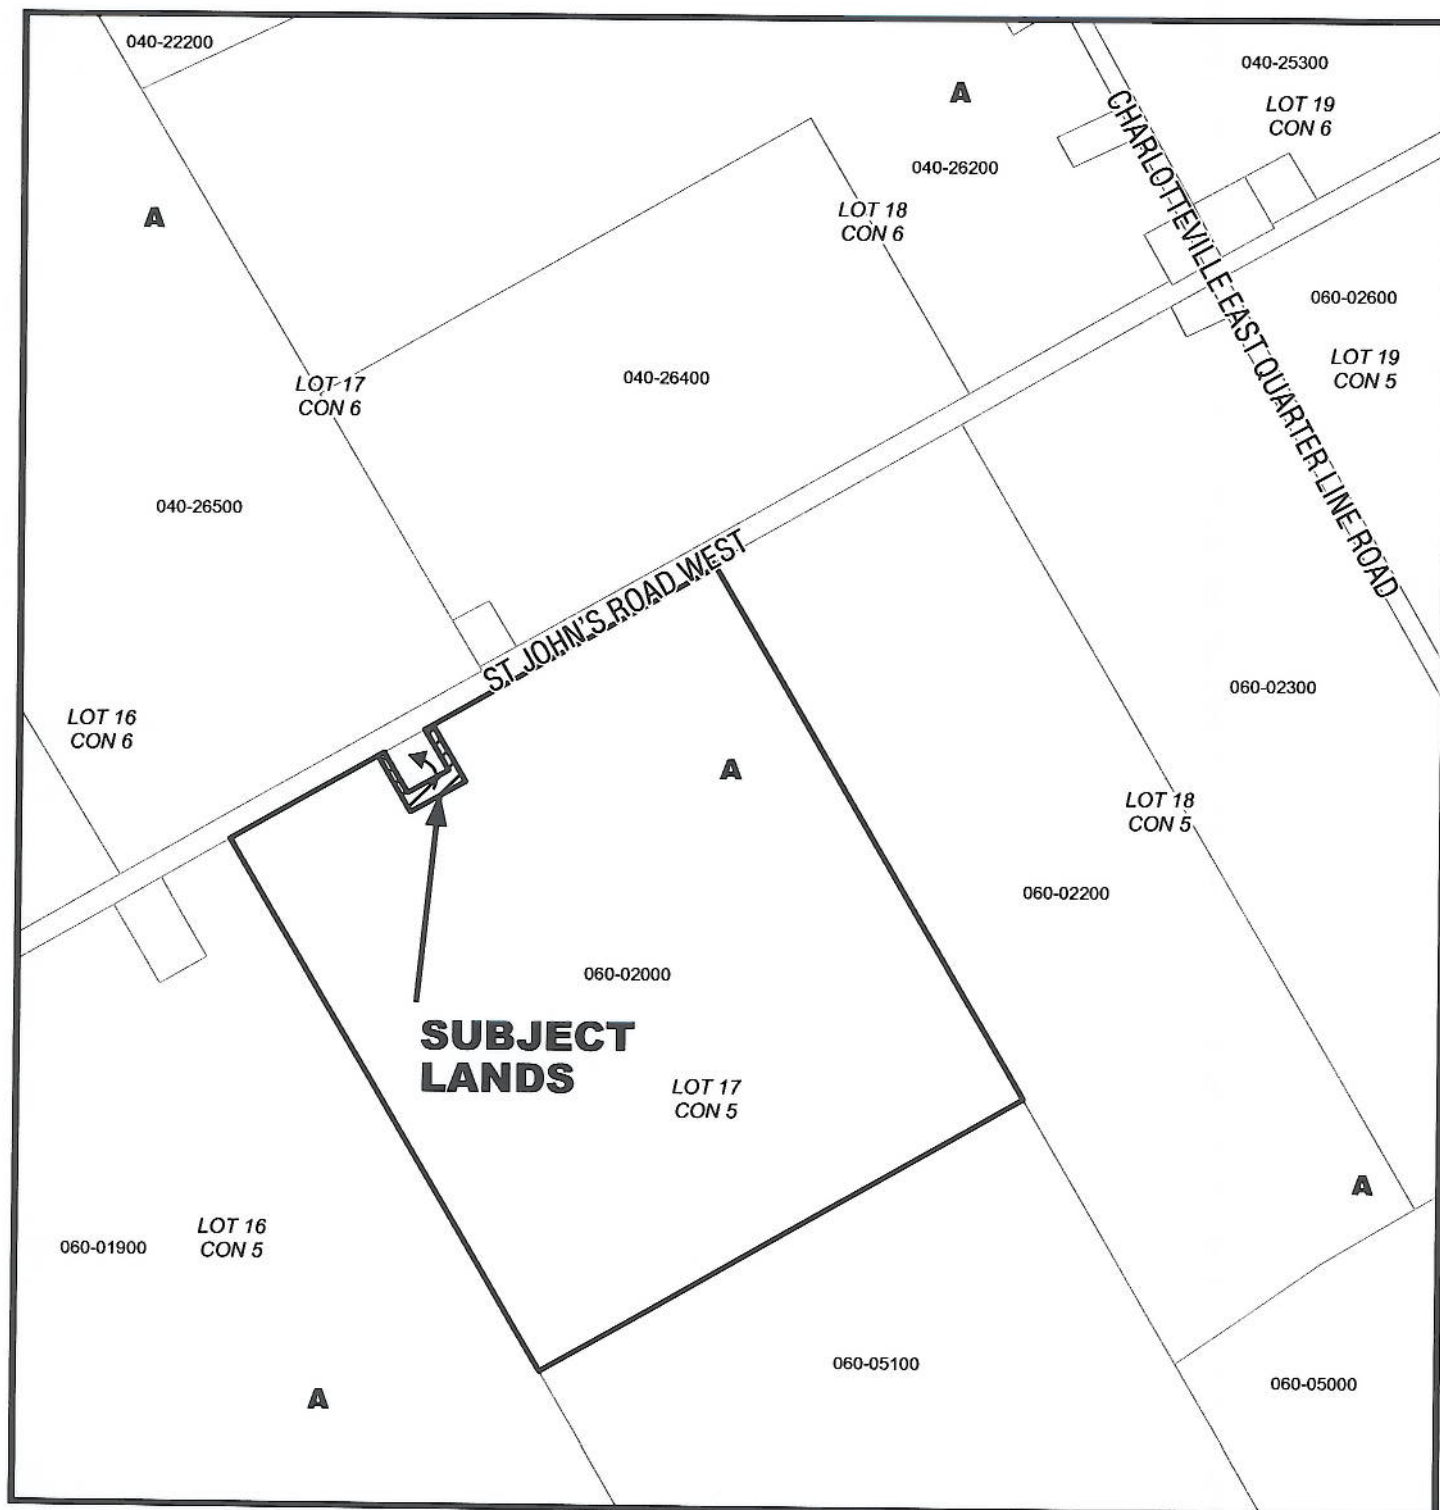 040-22200
A
040-25300
LOT 19
CON 6
CHARLOTTEVILLE EAST QUARTER LINE ROAD
040-26200
A
LOT 18
CON 6
060-02600
LOT 19
CON 5
040-26400
LOT 17
CON 6
040-26500
ST. JOHN'S ROAD WEST
060-02300
LOT 16
CON 6
A
LOT 18
CON 5
060-02200
060-02000
SUBJECT
LANDS
LOT 17
CON 5
A
LOT 16
CON 5
060-01900
060-05100
060-05000
A